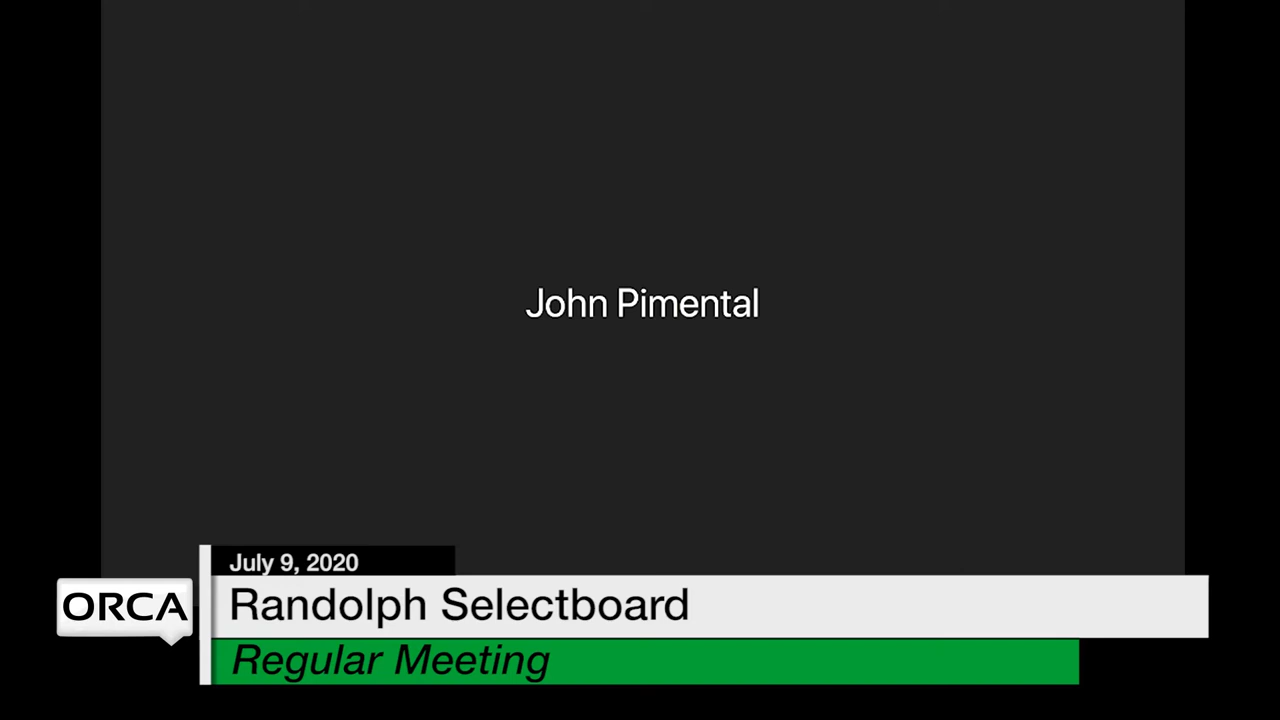 John Pimental
July 9, 2020
ORCA
Randolph Selectboard
Regular Meeting